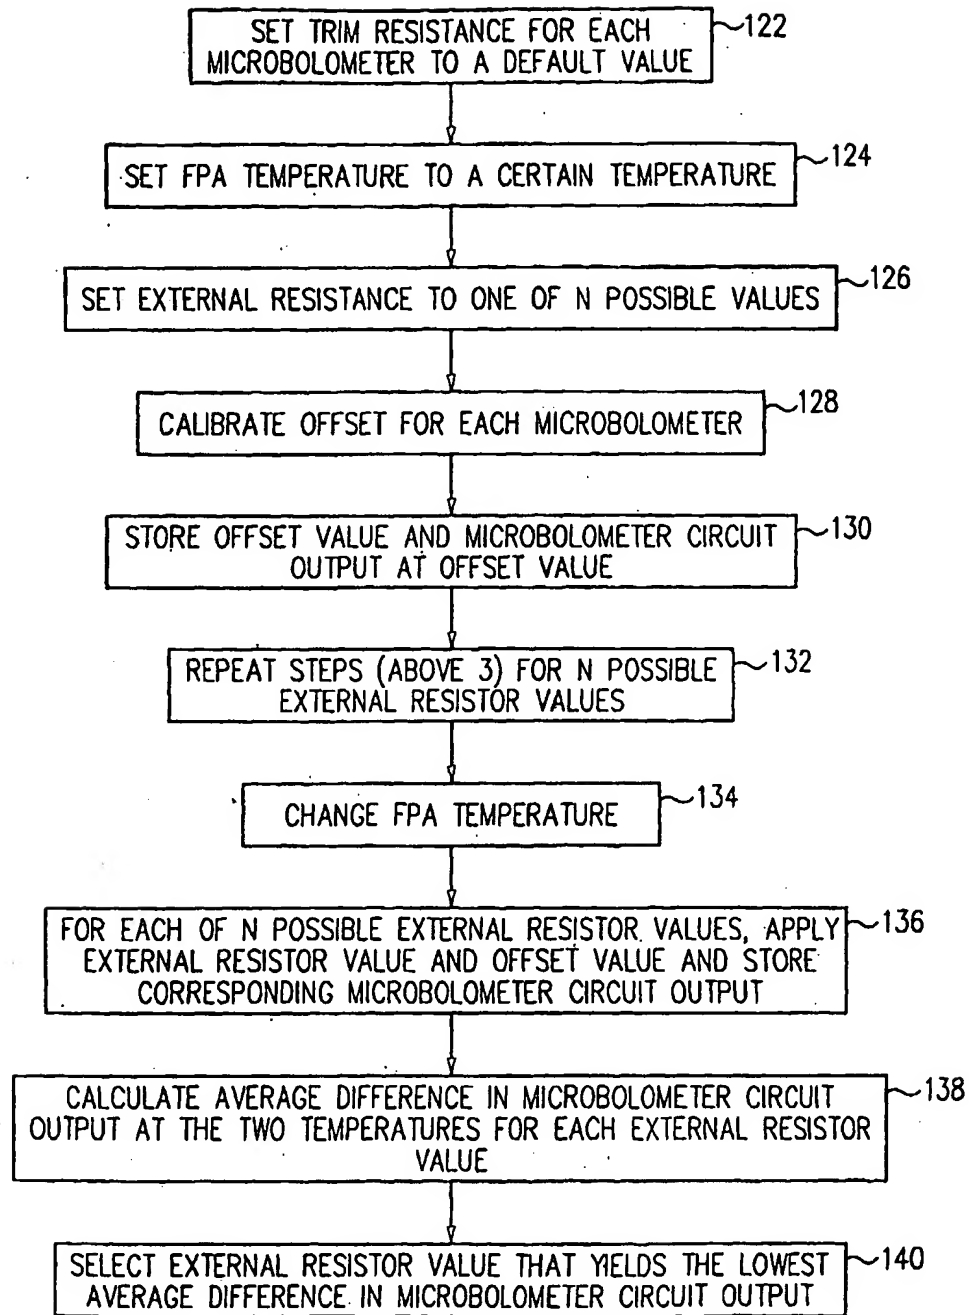 SET TRIM RESISTANCE FOR EACH
MICROBOLOMETER TO A DEFAULT VALUE
122
SET FPA TEMPERATURE TO A CERTAIN TEMPERATURE
124
SET EXTERNAL RESISTANCE TO ONE OF N POSSIBLE VALUES
126
CALIBRATE OFFSET FOR EACH MICROBOLOMETER
128
STORE OFFSET VALUE AND MICROBOLOMETER CIRCUIT
OUTPUT AT OFFSET VALUE
130
REPEAT STEPS (ABOVE 3) FOR N POSSIBLE
EXTERNAL RESISTOR VALUES
132
CHANGE FPA TEMPERATURE
134
FOR EACH OF N POSSIBLE EXTERNAL RESISTOR VALUES, APPLY
EXTERNAL RESISTOR VALUE AND OFFSET VALUE AND STORE
CORRESPONDING MICROBOLOMETER CIRCUIT OUTPUT
136
CALCULATE AVERAGE DIFFERENCE IN MICROBOLOMETER CIRCUIT
OUTPUT AT THE TWO TEMPERATURES FOR EACH EXTERNAL RESISTOR
VALUE
138
SELECT EXTERNAL RESISTOR VALUE THAT YIELDS THE LOWEST
AVERAGE DIFFERENCE IN MICROBOLOMETER CIRCUIT OUTPUT
140